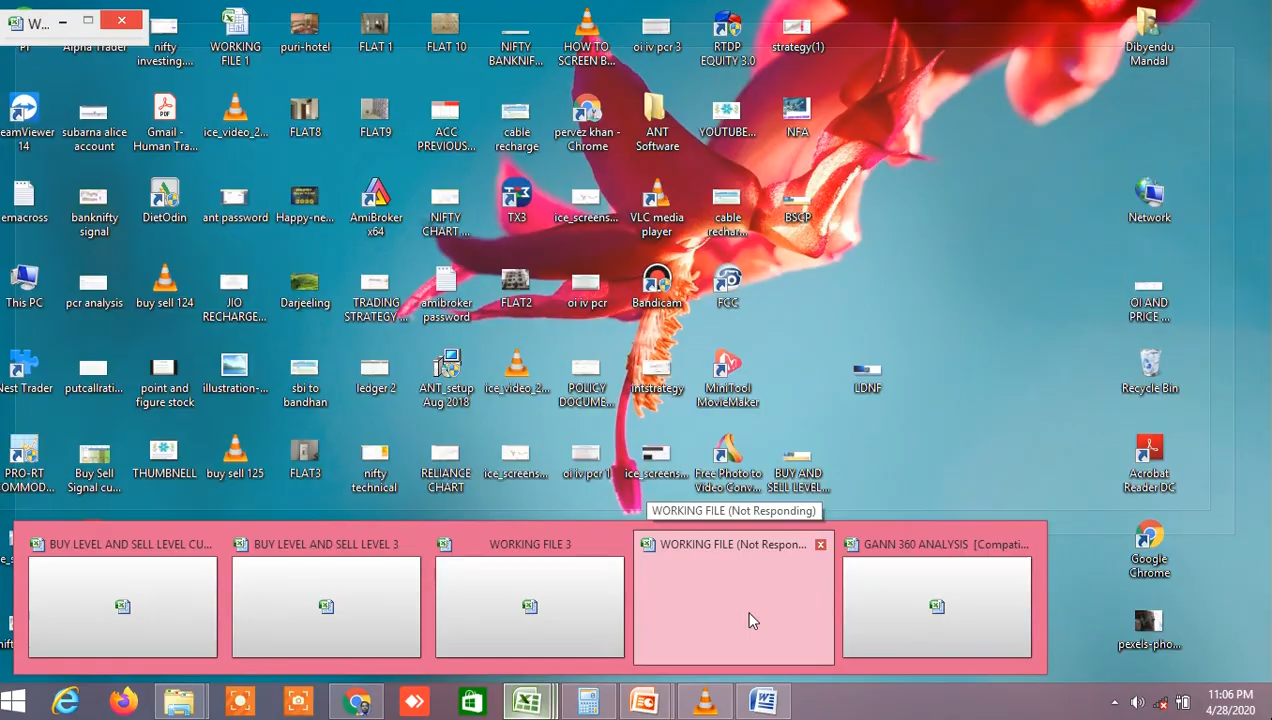 W...
PI
Alpha Trader
nifty
investing....
WORKING
FILE 1
puri-hotel
FLAT 1
FLAT 10
NIFTY
BANKNIF...
HOW TO
SCREEN B...
oi iv pcr 3
RTDP
EQUITY 3.0
strategy(1)
Dibyendu
Mandal
eamViewer
14
subarna alice
account
Gmail -
Human Tra...
ice_video_2...
FLAT8
FLAT9
ACC
PREVIOUS...
cable
recharge
pervez khan -
Chrome
ANT
Software
YOUTUBE...
NFA
emacross
banknifty
signal
DietOdin
ant password
Happy-ne...
AmiBroker
x64
NIFTY
CHART ...
TX3
ice_screens...
VLC media
player
cable
rechar...
BSCP
Network
This PC
pcr analysis
buy sell 124
JIO
RECHARGE...
Darjeeling
TRADING
STRATEGY ...
amibroker
password
FLAT2
oi iv pcr
Bandicam
FCC
OI AND
PRICE ...
Nest Trader
putcallrati...
point and
figure stock
illustration-...
sbi to
bandhan
ledger 2
ANT_setup
Aug 2018
ice_video_2...
POLICY
DOCUME...
intstrategy
MiniTool
MovieMaker
LDNF
Recycle Bin
PRO-RT
OMMOD...
Buy Sell
Signal cu...
THUMBNELL
buy sell 125
FLAT3
nifty
technical
RELIANCE
CHART
ice_screens...
oi iv pcr 1
ice_screens...
Free Photo to
Video Conv...
BUY AND
SELL LEVEL...
Acrobat
Reader DC
WORKING FILE (Not Responding)
BUY LEVEL AND SELL LEVEL CU...
BUY LEVEL AND SELL LEVEL 3
WORKING FILE 3
WORKING FILE (Not Respon...
GANN 360 ANALYSIS [Compati...
Google
Chrome
pexels-pho...
11:06 PM
4/28/2020